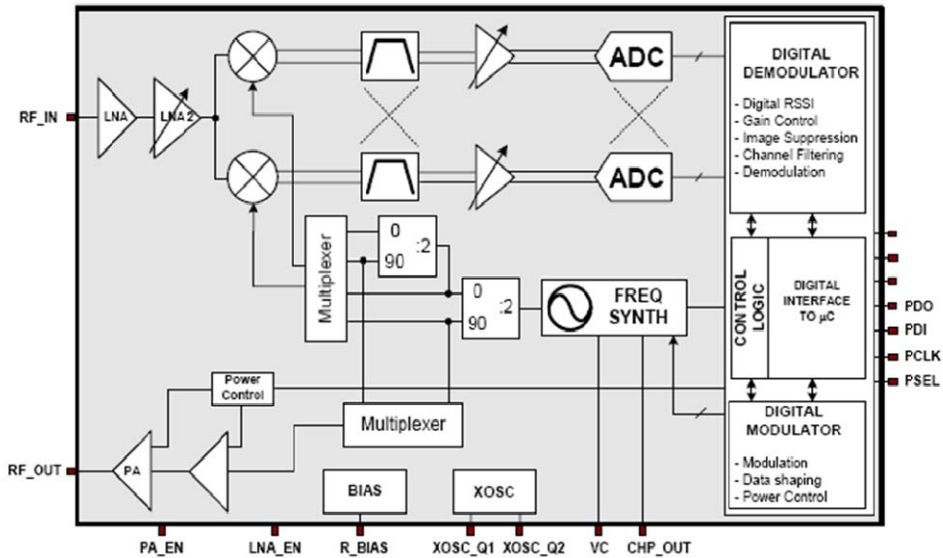 DIGITAL
DEMODULATOR
- Digital RSSI
- Gain Control
- Image Suppression
- Channel Filtering
- Demodulation
ADC
RF_IN
LNA
LNA2
ADC
Multiplexer
0
90
:2
0
90
:2
FREQ
SYNTH
CONTROL
LOGIC
DIGITAL
INTERFACE
TO µC
PDO
PDI
PCLK
PSEL
Power
Control
Multiplexer
DIGITAL
MODULATOR
- Modulation
- Data shaping
- Power Control
RF_OUT
PA
BIAS
XOSC
PA_EN
LNA_EN
R_BIAS
XOSC_Q1
XOSC_Q2
VC
CHP_OUT